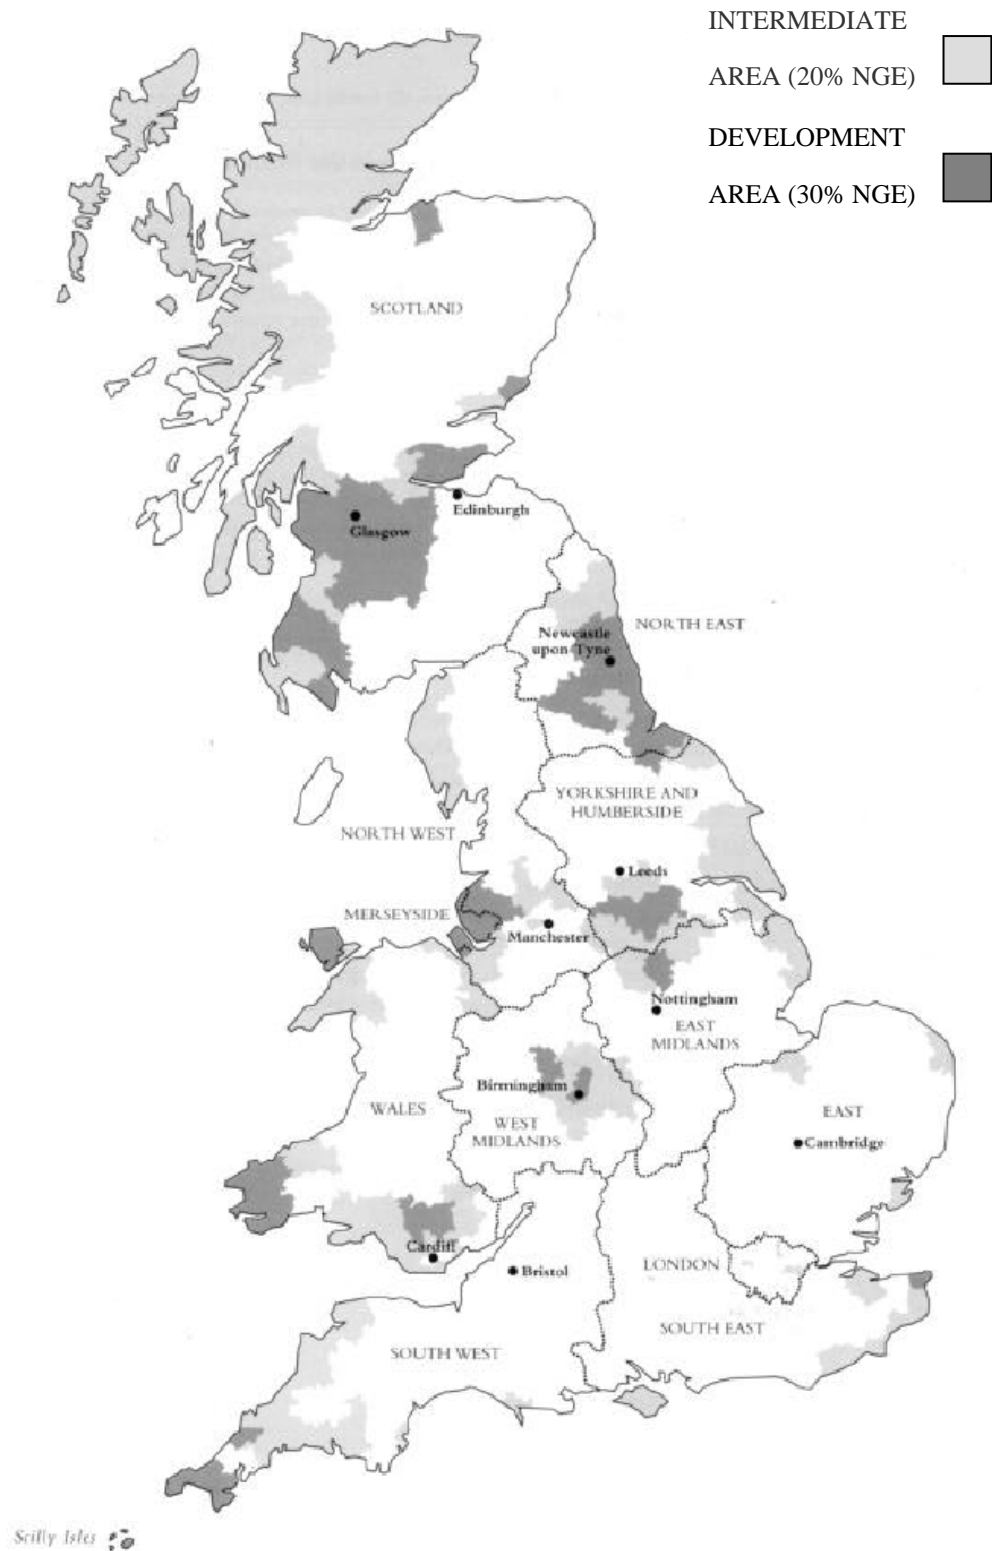 INTERMEDIATE
AREA (20% NGE)
DEVELOPMENT
AREA (30% NGE)
SCOTLAND
Edinburgh
Glasgow
NORTH EAST
Newcastle
upon Tyne
YORKSHIRE AND
HUMBERSIDE
NORTH WEST
Leeds
MERSEYSIDE
Manchester
Nottingham
EAST
MIDLANDS
Birmingham
WALES
WEST
MIDLANDS
EAST
Cambridge
Cardiff
Bristol
LONDON
SOUTH EAST
SOUTH WEST
Scilly Isles